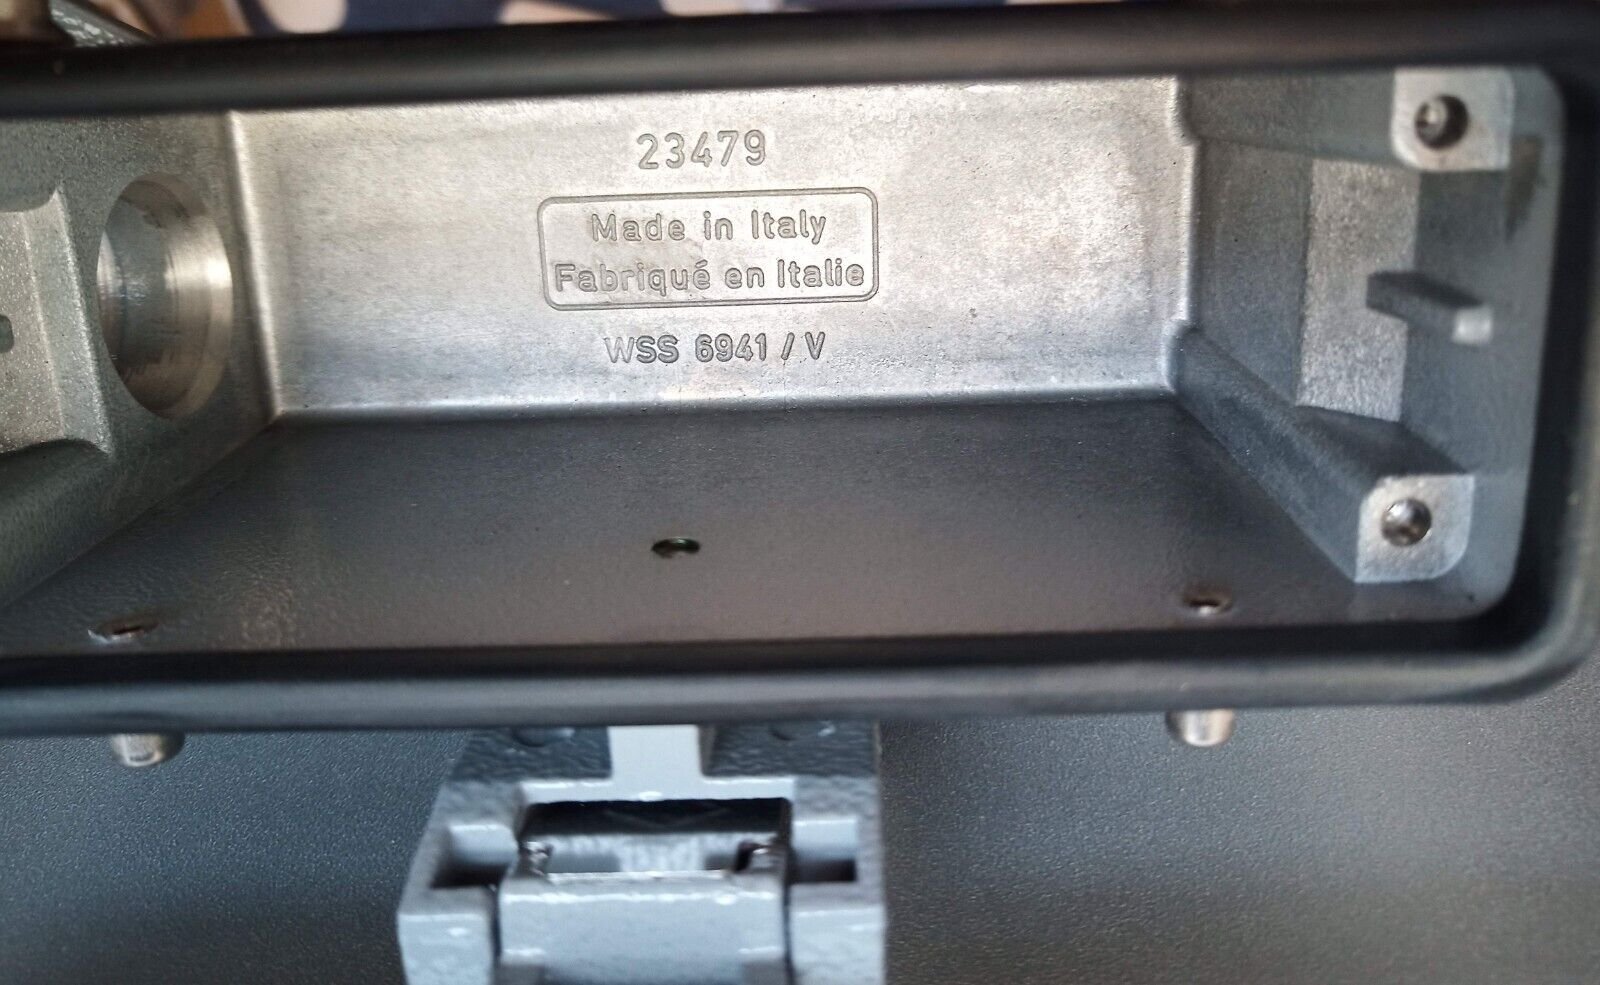 23479
Made in Italy
Fabriqué en Italie
WSS 6941 / V